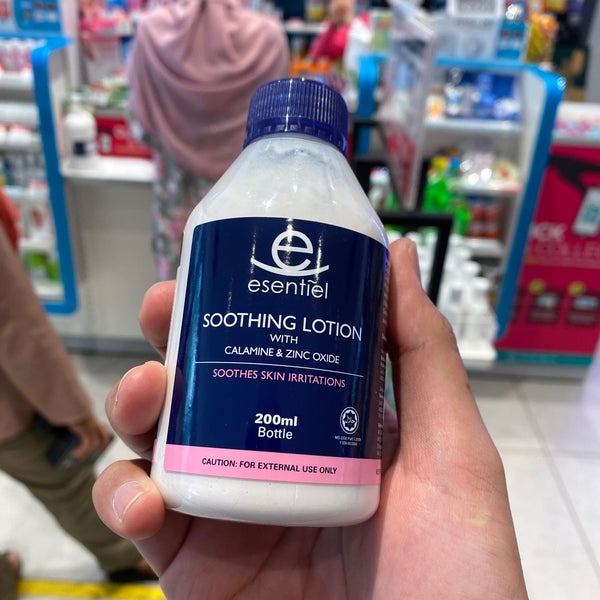 e
esentiel
SOOTHING LOTION
WITH
CALAMINE & ZINC OXIDE
SOOTHES SKIN IRRITATIONS
200ml
Bottle
CAUTION: FOR EXTERNAL USE ONLY